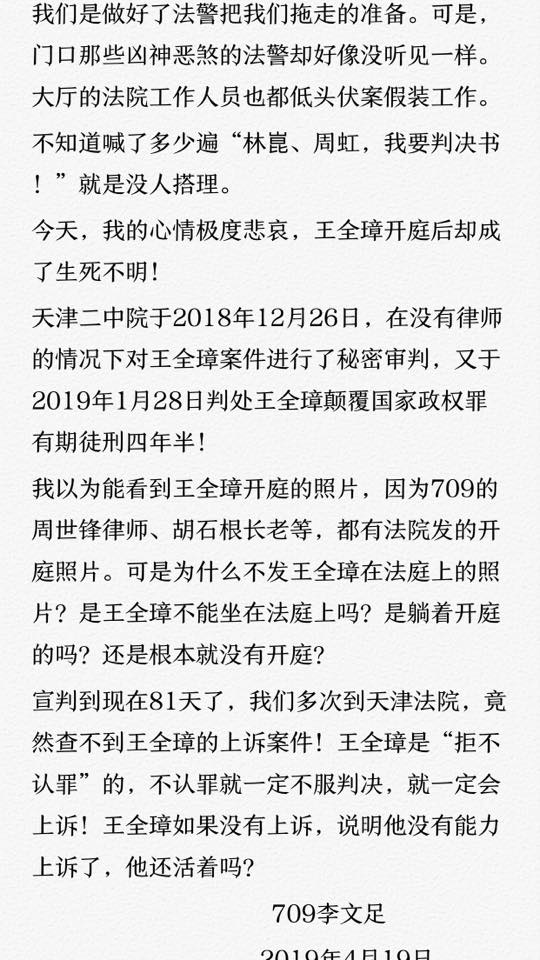 我们是做好了法警把我们拖走的准备。可是，
门口那些凶神恶煞的法警却好像没听见一样。
大厅的法院工作人员也都低头伏案假装工作。
不知道喊了多少遍“林崑、周虹，我要判决书
！”就是没人搭理。
今天，我的心情极度悲哀，王全璋开庭后却成
了生死不明！
天津二中院于2018年12月26日，在没有律师
的情况下对王全璋案件进行了秘密审判，又于
2019年1月28日判处王全璋颠覆国家政权罪
有期徒刑四年半！
我以为能看到王全璋开庭的照片，因为709的
周世锋律师、胡石根长老等，都有法院发的开
庭照片。可是为什么不发王全璋在法庭上的照
片？是王全璋不能坐在法庭上吗？是躺着开庭
的吗？还是根本就没有开庭？
宣判到现在81天了，我们多次到天津法院，竟
然查不到王全璋的上诉案件！王全璋是“拒不
认罪”的，不认罪就一定不服判决，就一定会
上诉！王全璋如果没有上诉，说明他没有能力
上诉了，他还活着吗？
709李文足
2019年4月19日